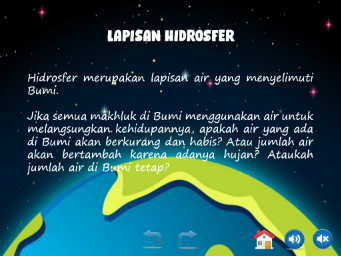 LAPISAN HIDROSFER
Hidrosfer merupakan lapisan air yang menyelimuti
Bumi.
Jika semua makhluk di Bumi menggunakan air untuk
melangsungkan kehidupannya, apakah air yang ada
di Bumi akan berkurang dan habis? Atau jumlah air
akan bertambah karena adanya hujan? Ataukah
jumlah air di Bumi tetap?